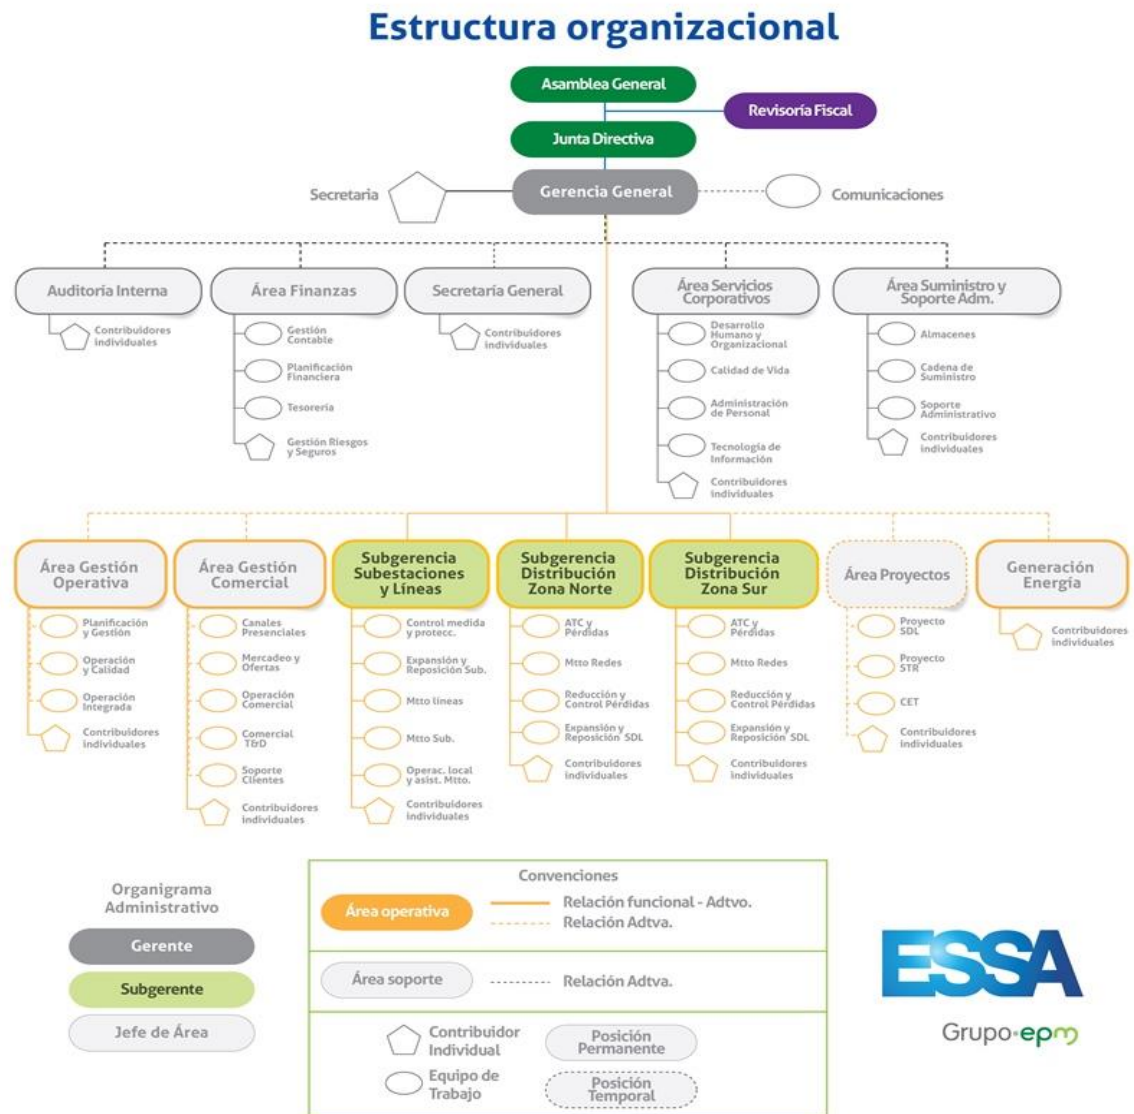 Estructura organizacional
Asamblea General
Revisoría Fiscal
Junta Directiva
Secretaria
Gerencia General
Comunicaciones
Auditoría Interna
Contribuidores
individuales
Área Finanzas
Gestión
Contable
Planificación
Financiera
Tesorería
Gestión Riesgos
y Seguros
Secretaría General
Contribuidores
individuales
Área Servicios
Corporativos
Desarrollo
Humano y
Organizacional
Calidad de Vida
Administración
de Personal
Tecnología de
Información
Contribuidores
individuales
Área Suministro y
Soporte Adm.
Almacenes
Cadena de
Suministro
Soporte
Administrativo
Contribuidores
individuales
Área Gestión
Operativa
Planificación
y Gestión
Operación
y Calidad
Operación
Integrada
Contribuidores
individuales
Área Gestión
Comercial
Canales
Presenciales
Mercadeo y
Ofertas
Operación
Comercial
Comercial
T&D
Soporte
Clientes
Contribuidores
individuales
Subgerencia
Subestaciones
y Líneas
Control medida
y protecc.
Expansión y
Reposición Sub.
Mtto líneas
Mtto Sub.
Operac. local
y asist. Mtto.
Contribuidores
individuales
Subgerencia
Distribución
Zona Norte
ATC y
Pérdidas
Mtto Redes
Reducción y
Control Pérdidas
Expansión y
Reposición SDL
Contribuidores
individuales
Subgerencia
Distribución
Zona Sur
ATC y
Pérdidas
Mtto Redes
Reducción y
Control Pérdidas
Expansión y
Reposición SDL
Contribuidores
individuales
Área Proyectos
Proyecto
SDL
Proyecto
STR
CET
Contribuidores
individuales
Generación
Energía
Contribuidores
individuales
Organigrama
Administrativo
Gerente
Subgerente
Jefe de Área
Convenciones
Área operativa
Relación funcional - Adtvo.
Relación Adtva.
Área soporte
Relación Adtva.
Contribuidor
Individual
Posición
Permanente
Equipo de
Trabajo
Posición
Temporal
ESSA
Grupo·epm